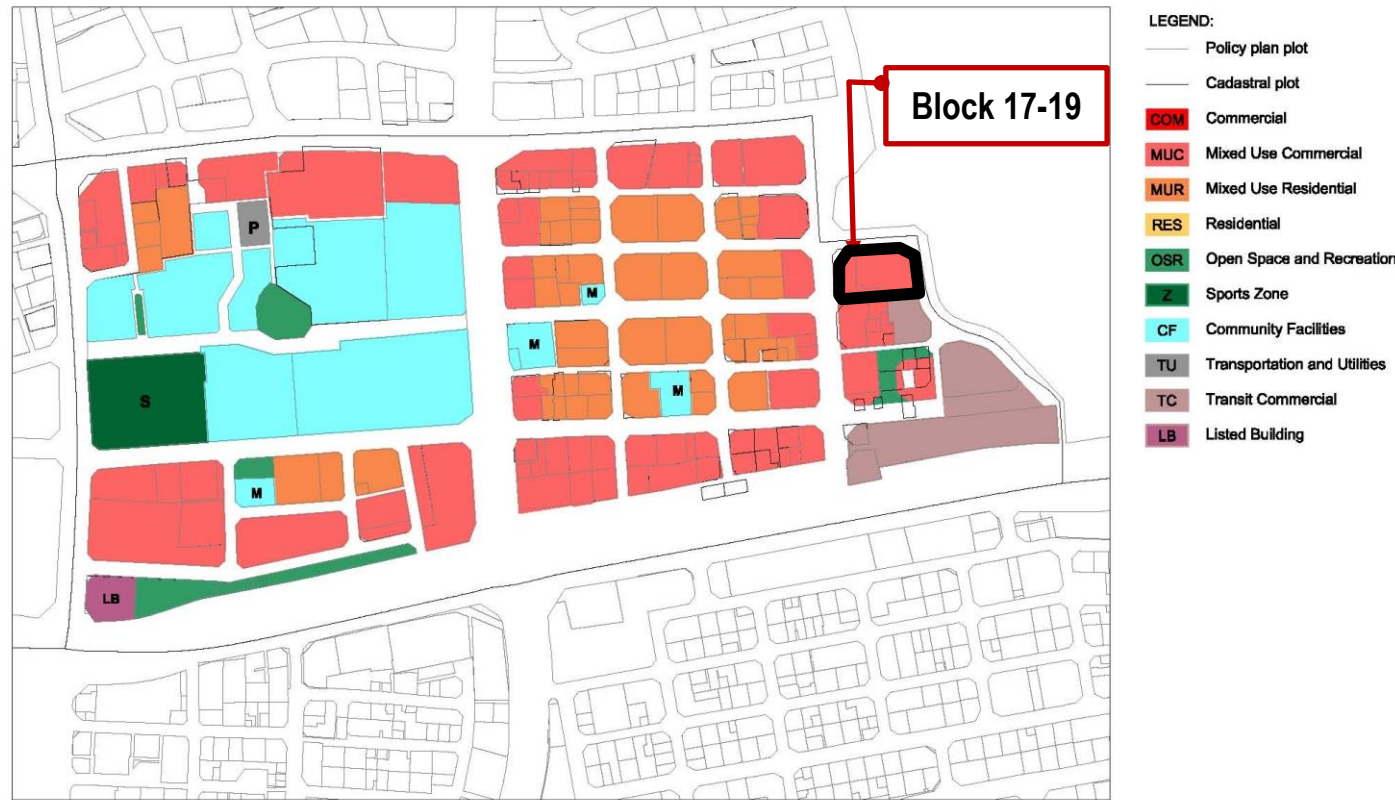 Block 17-19
P
M
M
M
S
M
LB
LEGEND:
Policy plan plot
Cadastral plot
COM Commercial
MUC Mixed Use Commercial
MUR Mixed Use Residential
RES Residential
OSR Open Space and Recreation
Z Sports Zone
CF Community Facilities
TU Transportation and Utilities
TC Transit Commercial
LB Listed Building